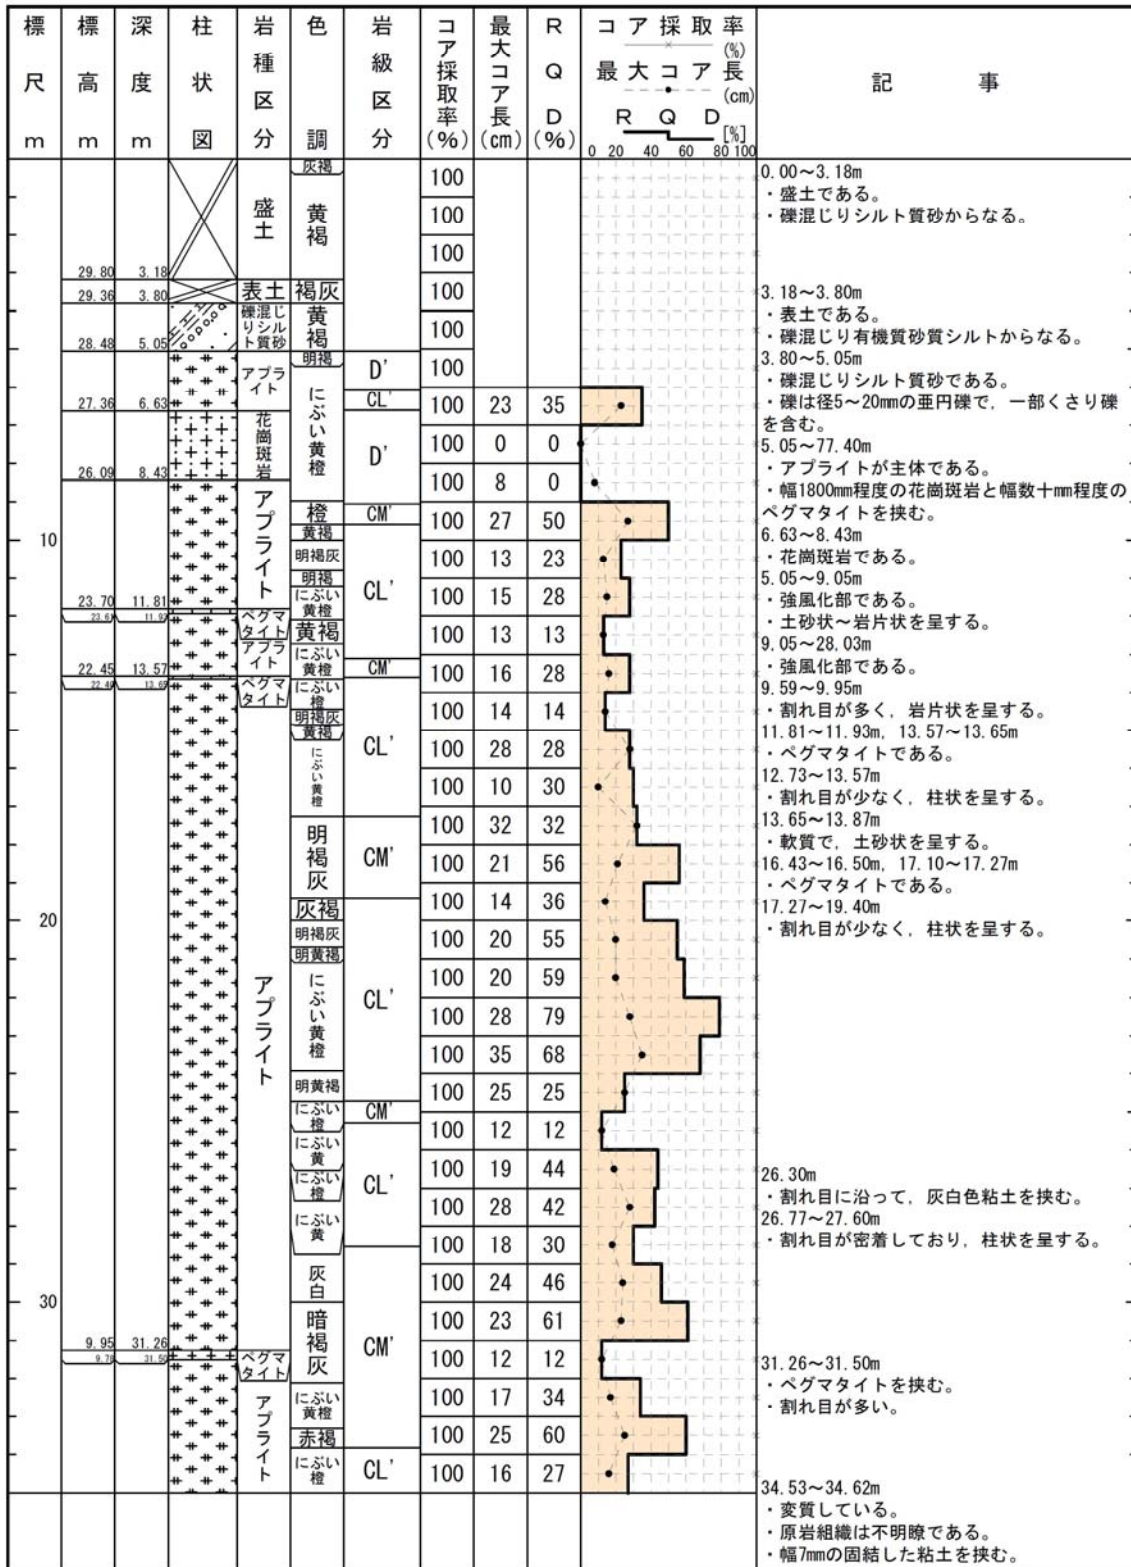 標尺 m
標高 m
深度 m
柱状図
岩種区分
色調
岩級区分
コア採取率 (%)
最大コア長 (cm)
RQD (%)
コア採取率 (%)
最大コア長 (cm)
RQD [%]
0 20 40 60 80 100
記事
10
20
30
29.80 3.18
29.36 3.80
28.48 5.05
27.36 6.63
26.09 8.43
23.70 11.81
11.93
22.45 13.57
13.65
9.95 31.26
31.50
盛土
表土
礫混じりシルト質砂
アプライト
花崗斑岩
アプライト
ペグマタイト
アプライト
ペグマタイト
アプライト
ペグマタイト
アプライト
灰褐
黄褐
褐灰
黄褐
明褐
にぶい黄橙
橙
黄褐
明褐灰
明褐
にぶい黄橙
黄褐
にぶい黄橙
にぶい橙
明褐灰
黄褐
にぶい黄橙
明褐灰
灰褐
明褐灰
明黄褐
にぶい黄橙
明黄褐
にぶい橙
にぶい黄
にぶい橙
にぶい黄
灰白
暗褐灰
にぶい黄橙
赤褐
にぶい橙
D'
CL'
D'
CM'
CL'
CM'
CL'
CM'
CL'
CM'
CL'
CM'
CL'
100
100
100
100
100
100
100 23 35
100 0 0
100 8 0
100 27 50
100 13 23
100 15 28
100 13 13
100 16 28
100 14 14
100 28 28
100 10 30
100 32 32
100 21 56
100 14 36
100 20 55
100 20 59
100 28 79
100 35 68
100 25 25
100 12 12
100 19 44
100 28 42
100 18 30
100 24 46
100 23 61
100 12 12
100 17 34
100 25 60
100 16 27
0.00～3.18m
・盛土である。
・礫混じりシルト質砂からなる。
3.18～3.80m
・表土である。
・礫混じり有機質砂質シルトからなる。
3.80～5.05m
・礫混じりシルト質砂である。
・礫は径5～20mmの亜円礫で，一部くさり礫
を含む。
5.05～77.40m
・アプライトが主体である。
・幅1800mm程度の花崗斑岩と幅数十mm程度の
ペグマタイトを挟む。
6.63～8.43m
・花崗斑岩である。
5.05～9.05m
・強風化部である。
・土砂状～岩片状を呈する。
9.05～28.03m
・強風化部である。
9.59～9.95m
・割れ目が多く，岩片状を呈する。
11.81～11.93m, 13.57～13.65m
・ペグマタイトである。
12.73～13.57m
・割れ目が少なく，柱状を呈する。
13.65～13.87m
・軟質で，土砂状を呈する。
16.43～16.50m, 17.10～17.27m
・ペグマタイトである。
17.27～19.40m
・割れ目が少なく，柱状を呈する。
26.30m
・割れ目に沿って，灰白色粘土を挟む。
26.77～27.60m
・割れ目が密着しており，柱状を呈する。
31.26～31.50m
・ペグマタイトを挟む。
・割れ目が多い。
34.53～34.62m
・変質している。
・原岩組織は不明瞭である。
・幅7mmの固結した粘土を挟む。